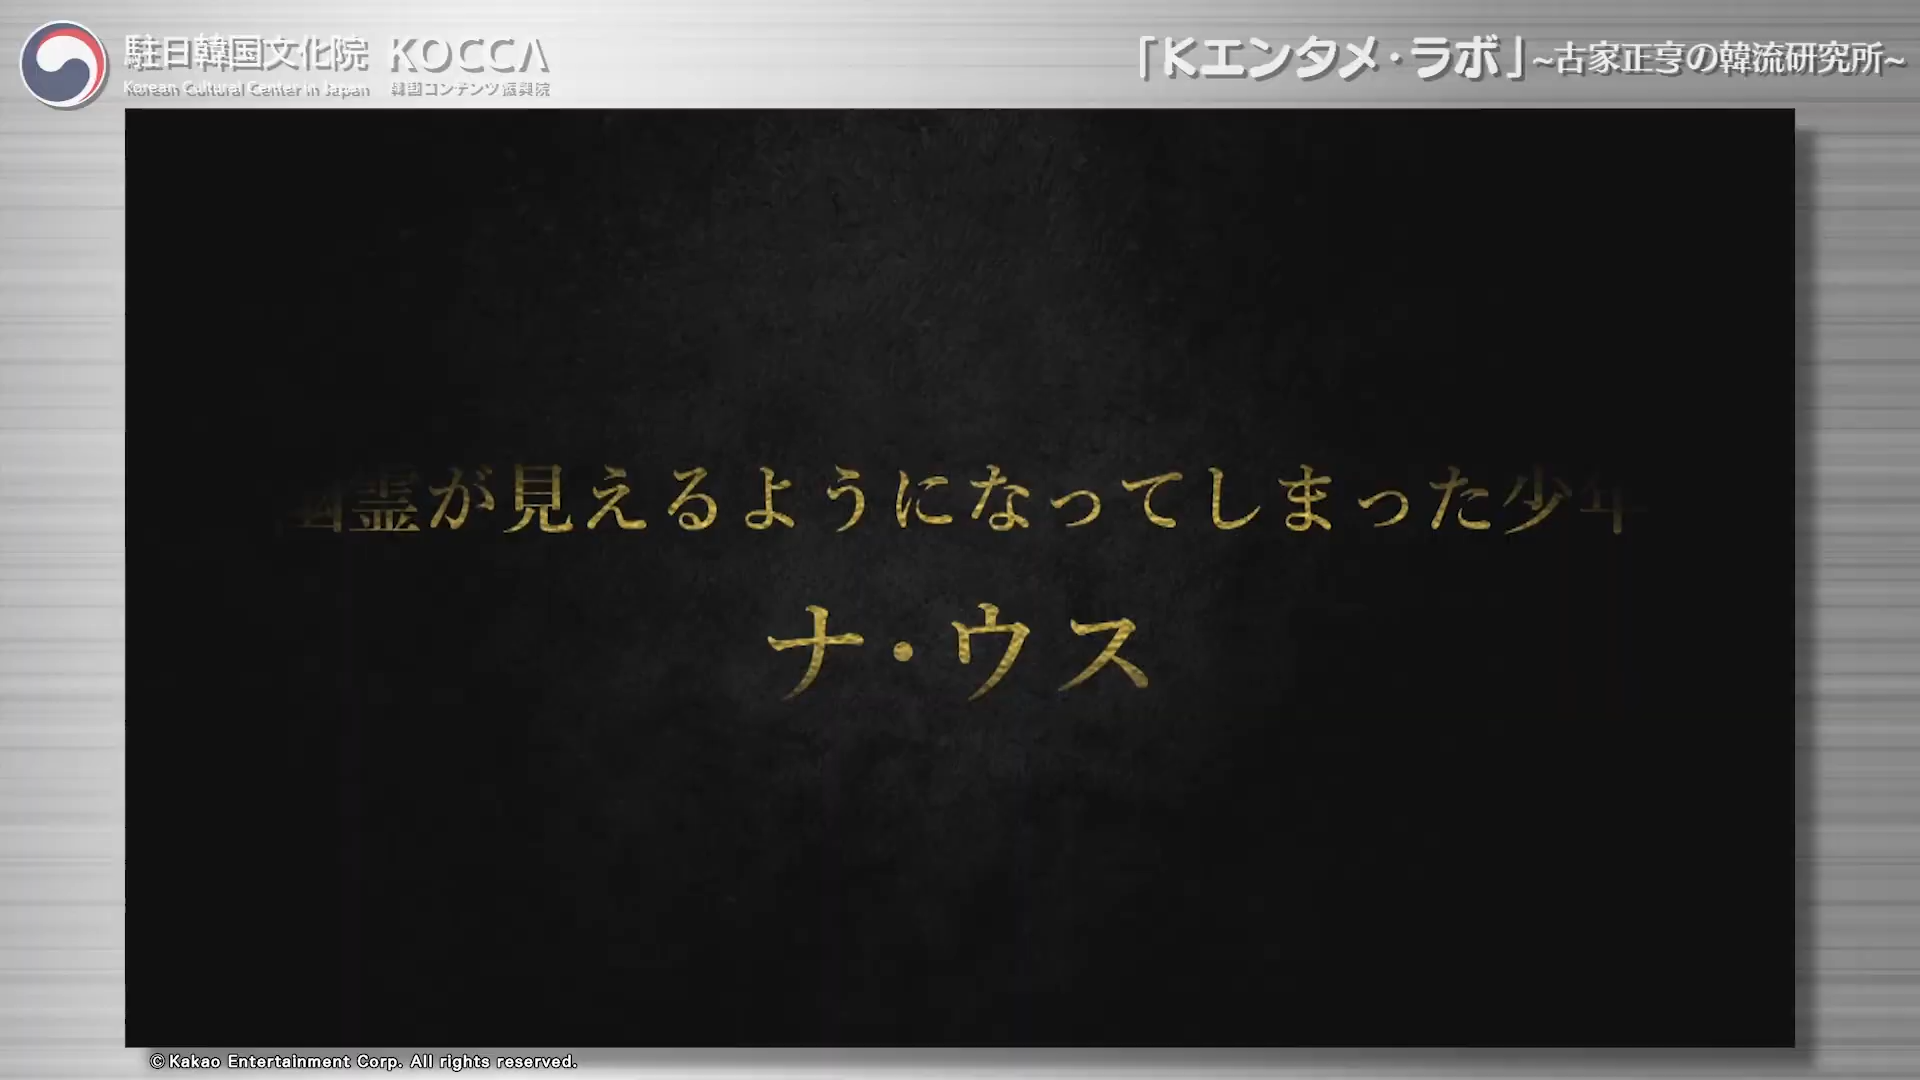 駐日韓国文化院 KOCCA
Korean Cultural Center in Japan 韓国コンテンツ振興院
「Kエンタメ・ラボ」~古家正亨の韓流研究所~
幽霊が見えるようになってしまった少年
ナ・ウス
© Kakao Entertainment Corp. All rights reserved.